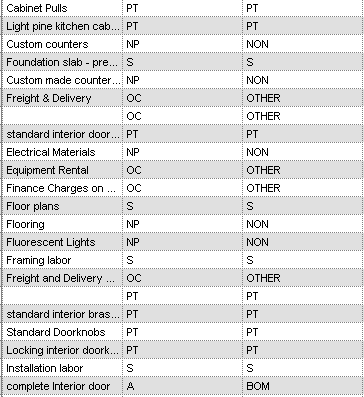 Cabinet Pulls PT PT
Light pine kitchen cab... PT PT
Custom counters NP NON
Foundation slab - pre... S S
Custom made counter... NP NON
Freight & Delivery OC OTHER
OC OTHER
standard interior door... PT PT
Electrical Materials NP NON
Equipment Rental OC OTHER
Finance Charges on ... OC OTHER
Floor plans S S
Flooring NP NON
Fluorescent Lights NP NON
Framing labor S S
Freight and Delivery ... OC OTHER
PT PT
standard interior bras... PT PT
Standard Doorknobs PT PT
Locking interior doork... PT PT
Installation labor S S
complete Interior door A BOM